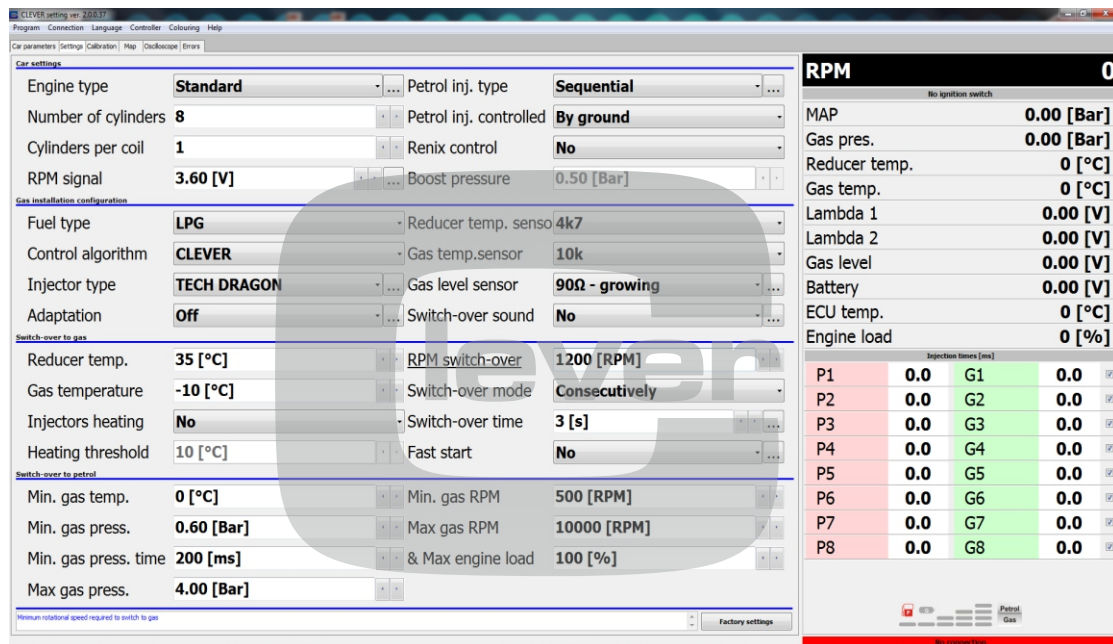 CLEVER setting ver. 2.0.0.37
Program Connection Language Controller Colouring Help
Car parameters Settings Calibration Map Oscilloscope Errors
Car settings
Engine type Standard ... Petrol inj. type Sequential ...
Number of cylinders 8 Petrol inj. controlled By ground
Cylinders per coil 1 Renix control No
RPM signal 3.60 [V] ... Boost pressure 0.50 [Bar]
Gas installation configuration
Fuel type LPG Reducer temp. senso 4k7
Control algorithm CLEVER Gas temp.sensor 10k
Injector type TECH DRAGON ... Gas level sensor 90Ω - growing ...
Adaptation Off ... Switch-over sound No ...
Switch-over to gas
Reducer temp. 35 [°C] RPM switch-over 1200 [RPM]
Gas temperature -10 [°C] Switch-over mode Consecutively
Injectors heating No Switch-over time 3 [s] ...
Heating threshold 10 [°C] Fast start No ...
Switch-over to petrol
Min. gas temp. 0 [°C] Min. gas RPM 500 [RPM]
Min. gas press. 0.60 [Bar] Max gas RPM 10000 [RPM]
Min. gas press. time 200 [ms] & Max engine load 100 [%]
Max gas press. 4.00 [Bar]
Minimum rotational speed required to switch to gas
Factory settings
clever
RPM 0
No ignition switch
MAP 0.00 [Bar]
Gas pres. 0.00 [Bar]
Reducer temp. 0 [°C]
Gas temp. 0 [°C]
Lambda 1 0.00 [V]
Lambda 2 0.00 [V]
Gas level 0.00 [V]
Battery 0.00 [V]
ECU temp. 0 [°C]
Engine load 0 [%]
Injection times [ms]
P1 0.0 G1 0.0
P2 0.0 G2 0.0
P3 0.0 G3 0.0
P4 0.0 G4 0.0
P5 0.0 G5 0.0
P6 0.0 G6 0.0
P7 0.0 G7 0.0
P8 0.0 G8 0.0
Petrol
Gas
No connection